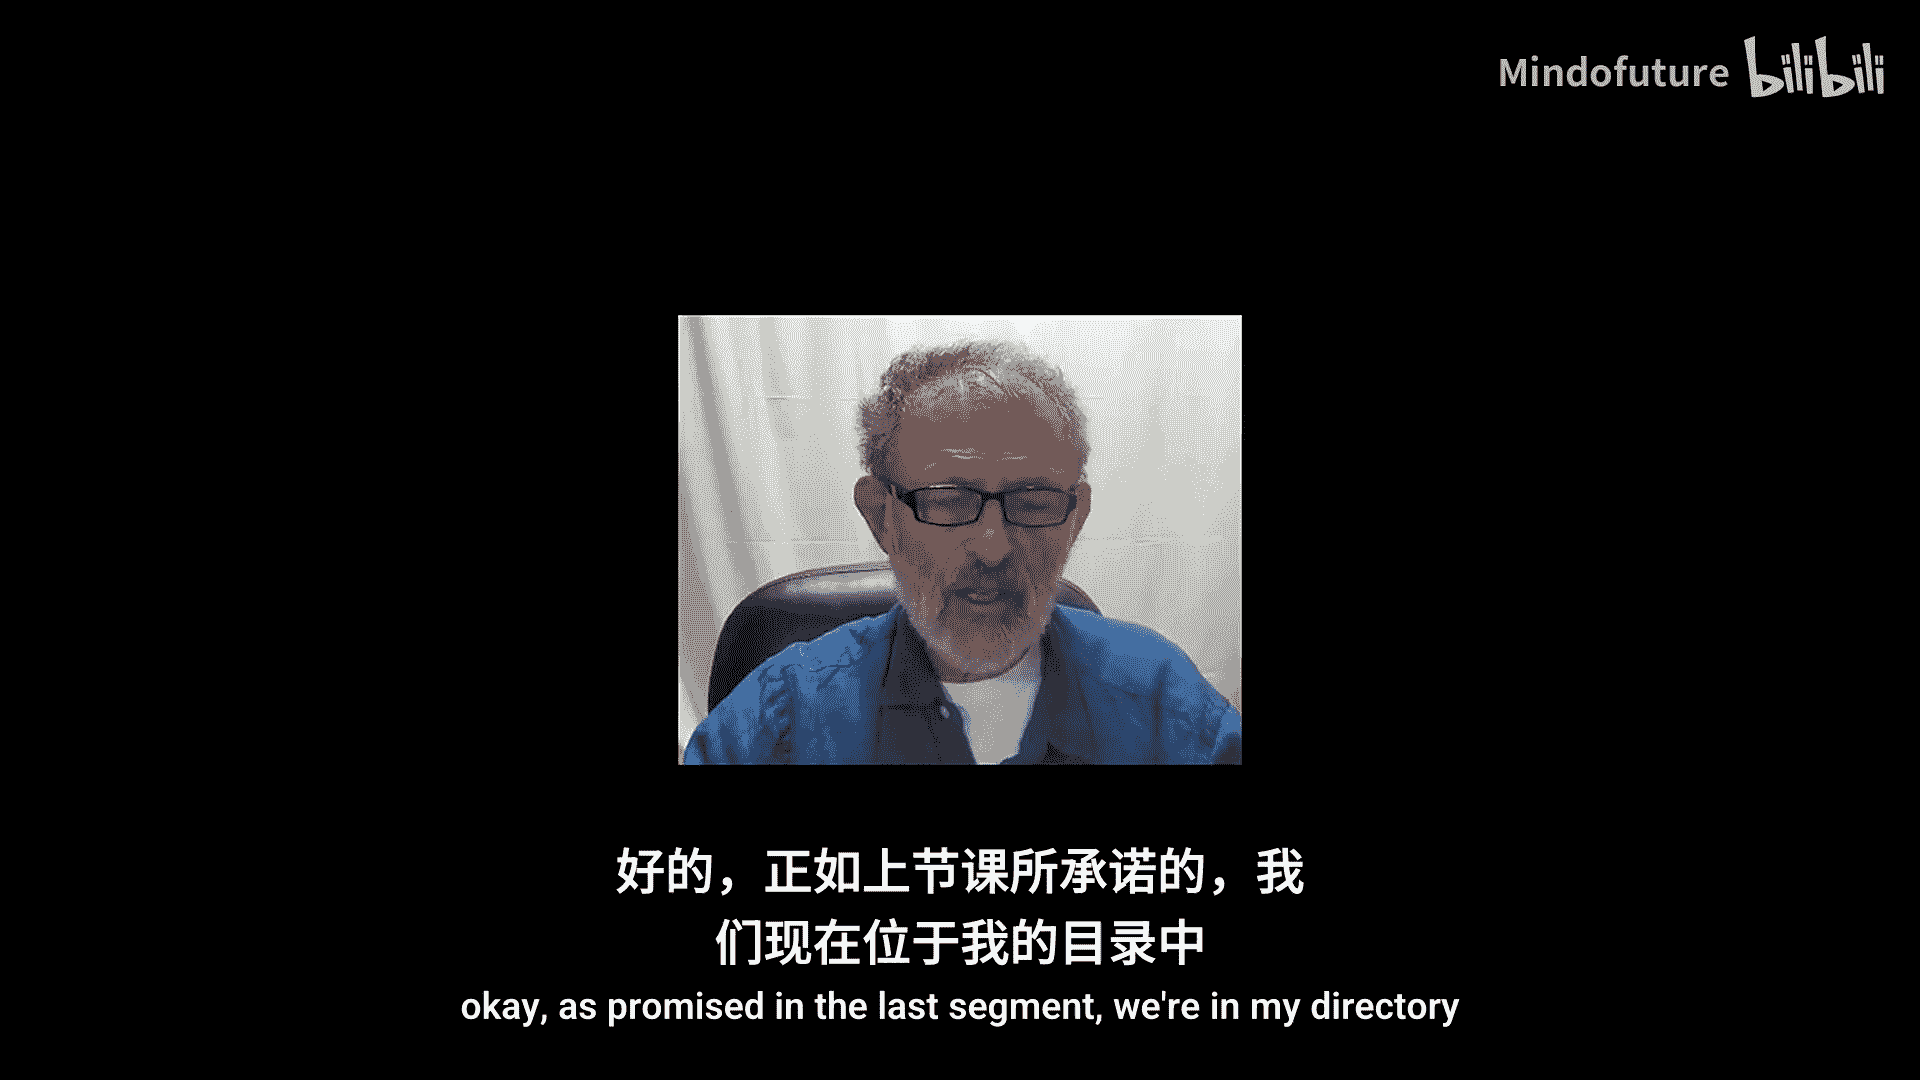 Mindofuture bilibili
好的，正如上节课所承诺的，我
们现在位于我的目录中
okay, as promised in the last segment, we're in my directory